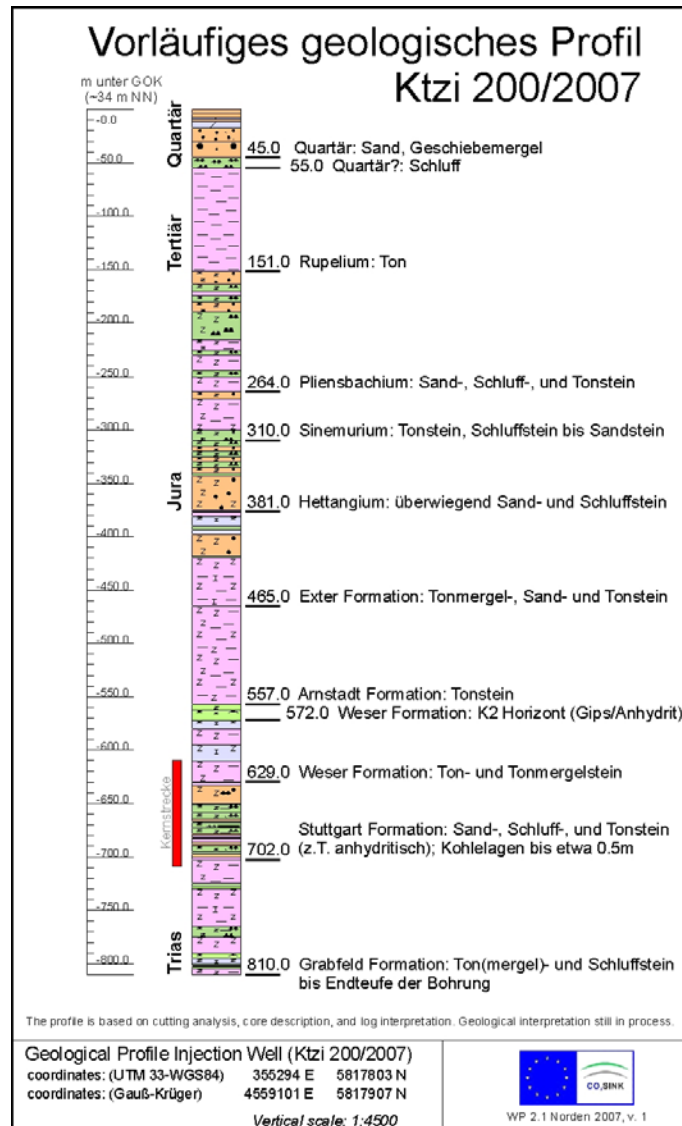 Vorläufiges geologisches Profil
Ktzi 200/2007
m unter GOK
(~34 m NN)
Quartär
Tertiär
Jura
Trias
Kernstrecke
-0.0
-50.0
-100.0
-150.0
-200.0
-250.0
-300.0
-350.0
-400.0
-450.0
-500.0
-550.0
-600.0
-650.0
-700.0
-750.0
-800.0
45.0 Quartär: Sand, Geschiebemergel
55.0 Quartär?: Schluff
151.0 Rupelium: Ton
264.0 Pliensbachium: Sand-, Schluff-, und Tonstein
310.0 Sinemurium: Tonstein, Schluffstein bis Sandstein
381.0 Hettangium: überwiegend Sand- und Schluffstein
465.0 Exter Formation: Tonmergel-, Sand- und Tonstein
557.0 Arnstadt Formation: Tonstein
572.0 Weser Formation: K2 Horizont (Gips/Anhydrit)
629.0 Weser Formation: Ton- und Tonmergelstein
Stuttgart Formation: Sand-, Schluff-, und Tonstein
702.0 (z.T. anhydritisch); Kohlelagen bis etwa 0.5m
810.0 Grabfeld Formation: Ton(mergel)- und Schluffstein
bis Endteufe der Bohrung
The profile is based on cutting analysis, core description, and log interpretation. Geological interpretation still in process.
Geological Profile Injection Well (Ktzi 200/2007)
coordinates: (UTM 33-WGS84) 355294 E 5817803 N
coordinates: (Gauß-Krüger) 4559101 E 5817907 N
Vertical scale: 1:4500
CO₂SINK
WP 2.1 Norden 2007, v. 1